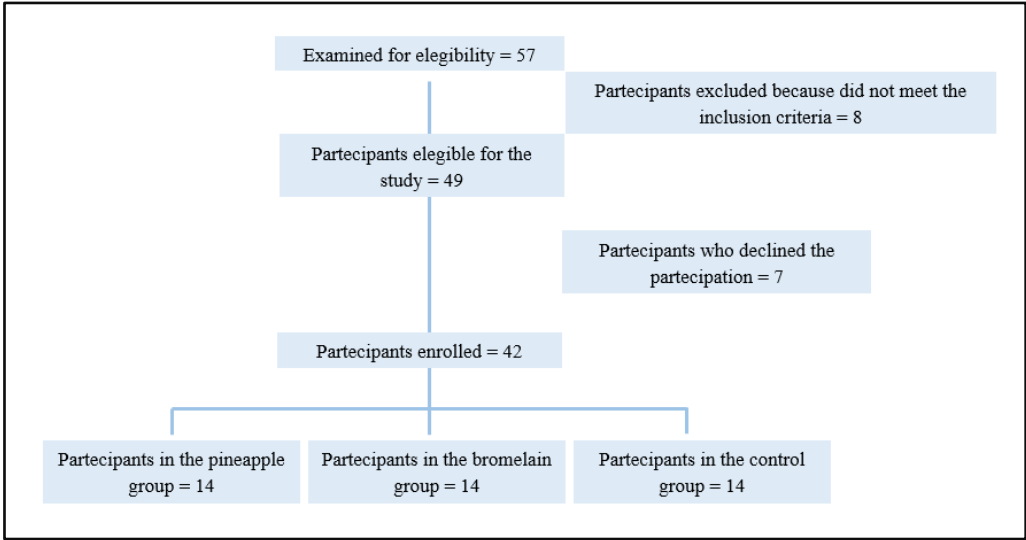 Examined for elegibility = 57
Partecipants excluded because did not meet the
inclusion criteria = 8
Partecipants elegible for the
study = 49
Partecipants who declined the
partecipation = 7
Partecipants enrolled = 42
Partecipants in the pineapple
group = 14
Partecipants in the bromelain
group = 14
Partecipants in the control
group = 14